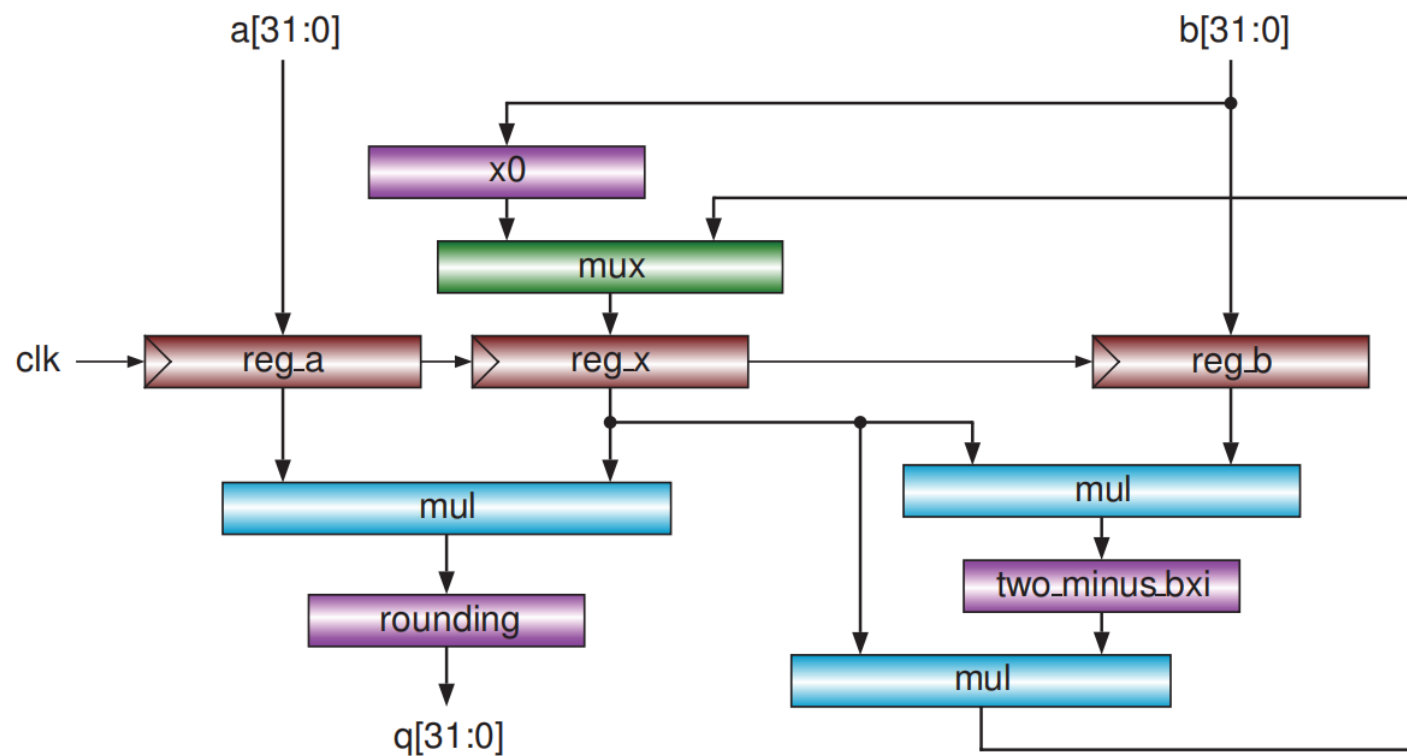 a[31:0]
b[31:0]
x0
mux
clk
reg_a
reg_x
reg_b
mul
mul
two_minus_bxi
rounding
mul
q[31:0]